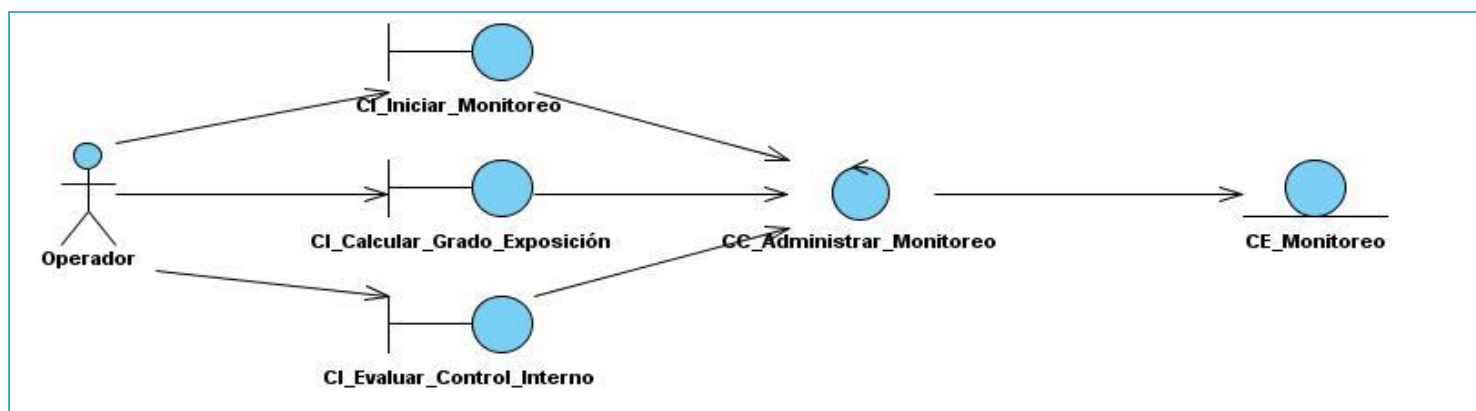 CI_Iniciar_Monitoreo
Operador
CI_Calcular_Grado_Exposición
CC_Administrar_Monitoreo
CE_Monitoreo
CI_Evaluar_Control_Interno